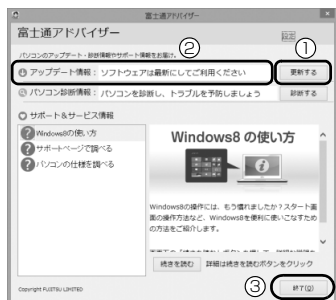 富士通アドバイザー
富士通アドバイザー
設定
パソコンのアップデート・診断情報やサポート情報をお届け。
②
①
アップデート情報： ソフトウェアは最新にしてご利用ください
更新する
パソコン診断情報： パソコンを診断し、トラブルを予防しましょう
診断する
サポート＆サービス情報
Windows8の使い方
サポートページで調べる
パソコンの仕様を調べる
Windows8 の使い方
Windows8の操作には、もう慣れましたか？スタート画
面の操作方法など、Windows8を便利に使いこなすため
の方法をご紹介します。
続きを読む
詳細は続きを読むボタンをクリック
③
Copyright FUJITSU LIMITED
終了(Q)